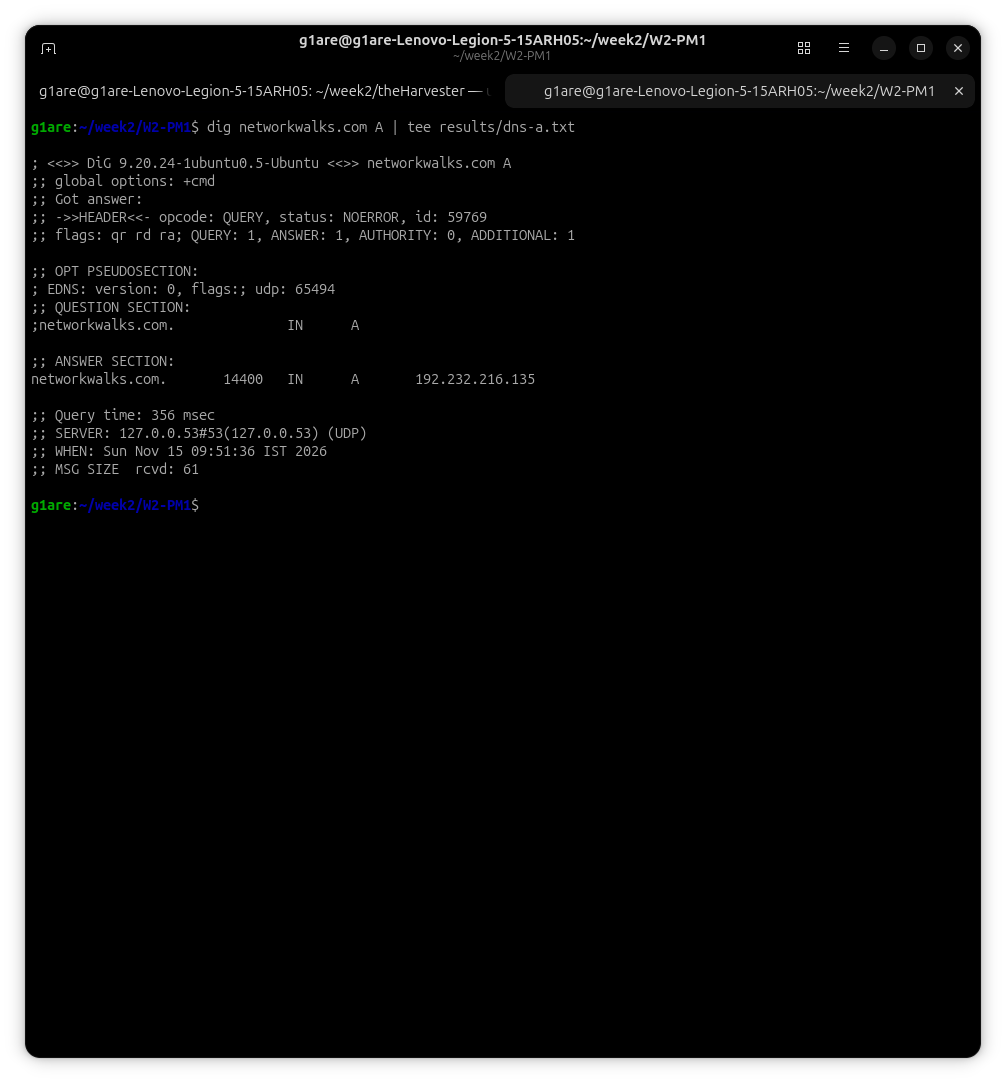 g1are@g1are-Lenovo-Legion-5-15ARH05:~/week2/W2-PM1
~/week2/W2-PM1
g1are@g1are-Lenovo-Legion-5-15ARH05: ~/week2/theHarvester —
g1are@g1are-Lenovo-Legion-5-15ARH05:~/week2/W2-PM1
g1are:~/week2/W2-PM1$ dig networkwalks.com A | tee results/dns-a.txt
; <<>> DiG 9.20.24-1ubuntu0.5-Ubuntu <<>> networkwalks.com A
;; global options: +cmd
;; Got answer:
;; ->>HEADER<<- opcode: QUERY, status: NOERROR, id: 59769
;; flags: qr rd ra; QUERY: 1, ANSWER: 1, AUTHORITY: 0, ADDITIONAL: 1
;; OPT PSEUDOSECTION:
; EDNS: version: 0, flags:; udp: 65494
;; QUESTION SECTION:
;networkwalks.com.		IN	A
;; ANSWER SECTION:
networkwalks.com.	14400	IN	A	192.232.216.135
;; Query time: 356 msec
;; SERVER: 127.0.0.53#53(127.0.0.53) (UDP)
;; WHEN: Sun Nov 15 09:51:36 IST 2026
;; MSG SIZE  rcvd: 61
g1are:~/week2/W2-PM1$